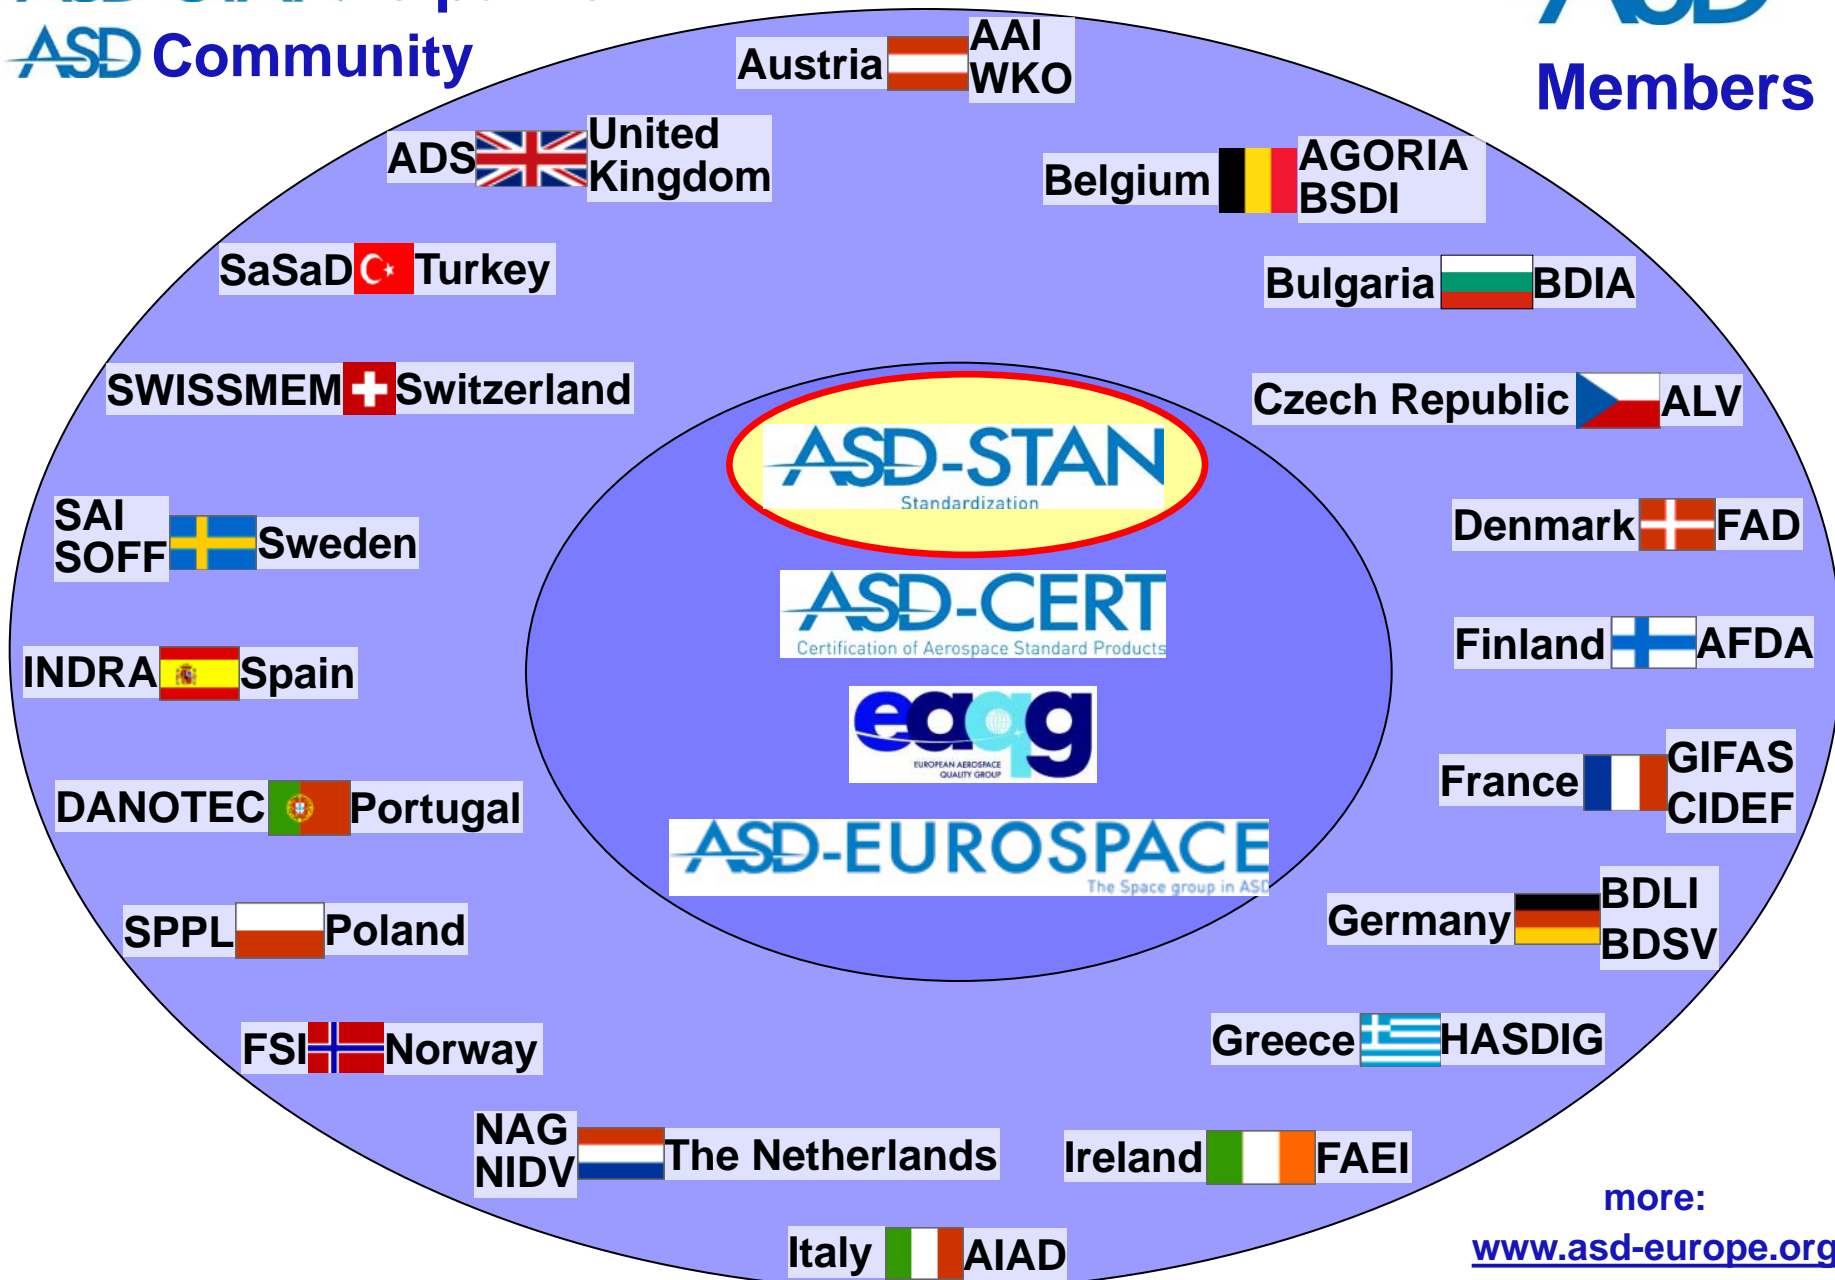 ASD Community
ASD
Members
Austria AAI
WKO
ADS United
Kingdom
Belgium AGORIA
BSDI
SaSaD Turkey
Bulgaria BDIA
SWISSMEM Switzerland
Czech Republic ALV
ASD-STAN
Standardization
SAI
SOFF Sweden
Denmark FAD
ASD-CERT
Certification of Aerospace Standard Products
INDRA Spain
Finland AFDA
eaqg
EUROPEAN AEROSPACE
QUALITY GROUP
DANOTEC Portugal
France GIFAS
CIDEF
ASD-EUROSPACE
The Space group in ASD
SPPL Poland
Germany BDLI
BDSV
FSI Norway
Greece HASDIG
NAG
NIDV The Netherlands
Ireland FAEI
Italy AIAD
more:
www.asd-europe.org